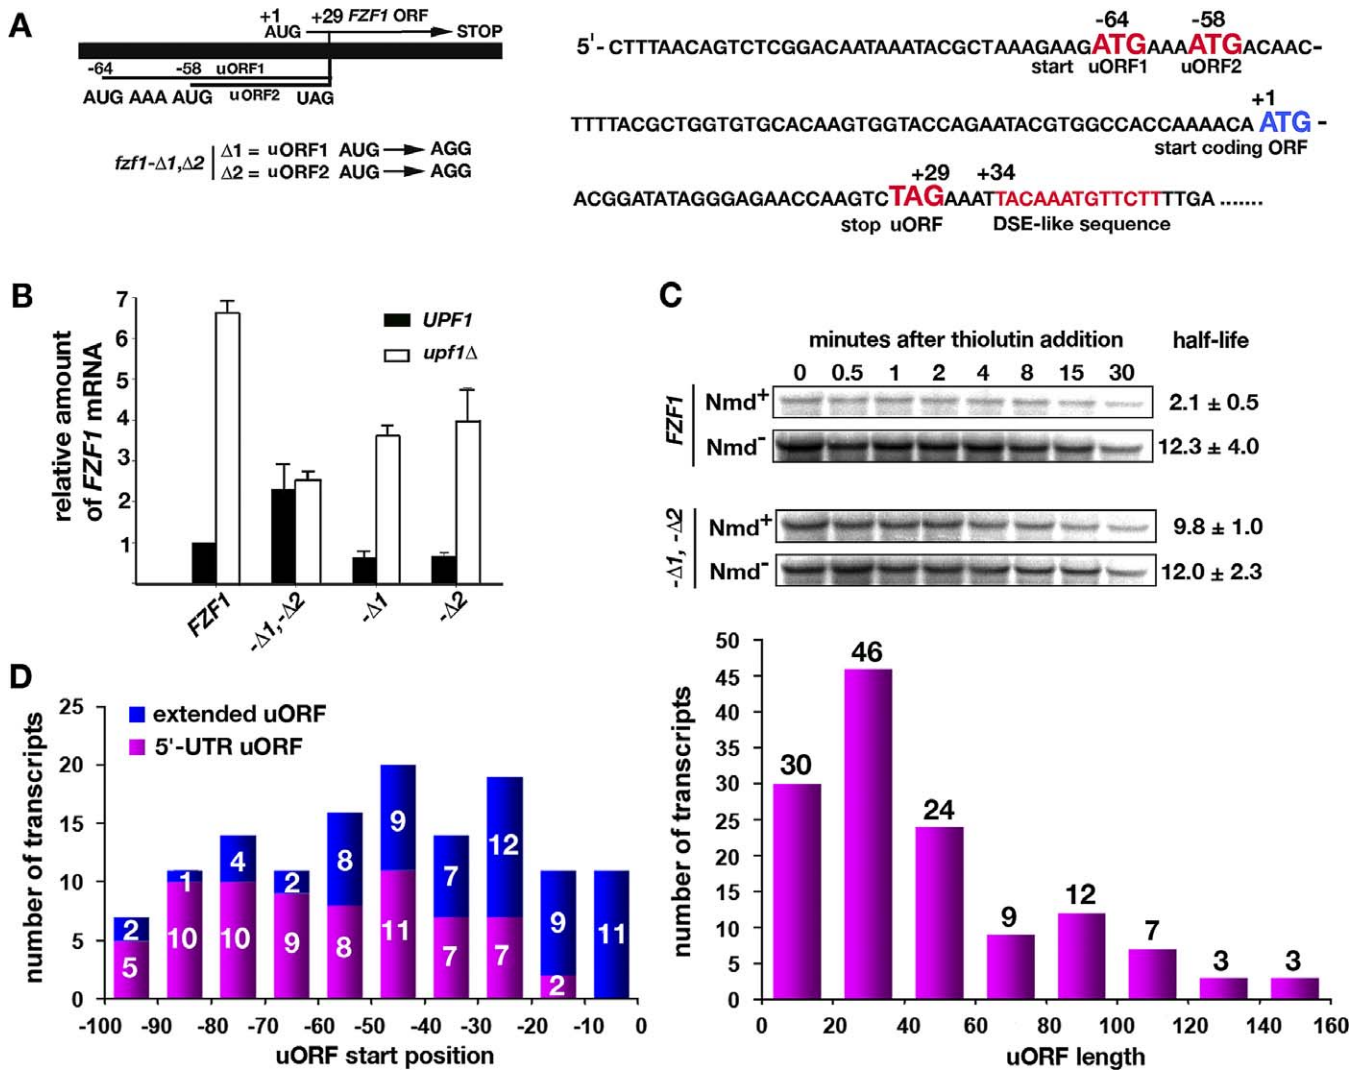 A
+1 +29 FZF1 ORF
AUG STOP
-64 -58 uORF1
uORF2
AUG AAA AUG UAG
fzf1-Δ1,Δ2
Δ1 = uORF1 AUG AGG
Δ2 = uORF2 AUG AGG
-64 -58
5'-CTTTAACAGTCTCGGACAATAAATACGCTAAAGAAGATGAAAATGACAAC-
start uORF1 uORF2
+1
TTTTACGCTGGTGTGCACAAGTGGTACCAGAATACGTGGCCACCAAAACA ATG -
start coding ORF
+29 +34
ACGGATATAGGGAGAACCAAGTCTAGAAATTACAAATGTTCTTTTGA .......
stop uORF DSE-like sequence
B
relative amount
of FZF1 mRNA
7
6
5
4
3
2
1
UPF1
upf1Δ
FZF1 -Δ1,-Δ2 -Δ1 -Δ2
C
minutes after thiolutin addition half-life
0 0.5 1 2 4 8 15 30
FZF1
Nmd+ 2.1 ± 0.5
Nmd- 12.3 ± 4.0
-Δ1, -Δ2
Nmd+ 9.8 ± 1.0
Nmd- 12.0 ± 2.3
D
number of transcripts
25
20
15
10
5
0
extended uORF
5'-UTR uORF
2 1 4 2 8 9 7 12 9 11
5 10 10 9 8 11 7 7 2
-100 -90 -80 -70 -60 -50 -40 -30 -20 -10 0
uORF start position
number of transcripts
50
45
40
35
30
25
20
15
10
5
0
30 46 24 9 12 7 3 3
0 20 40 60 80 100 120 140 160
uORF length